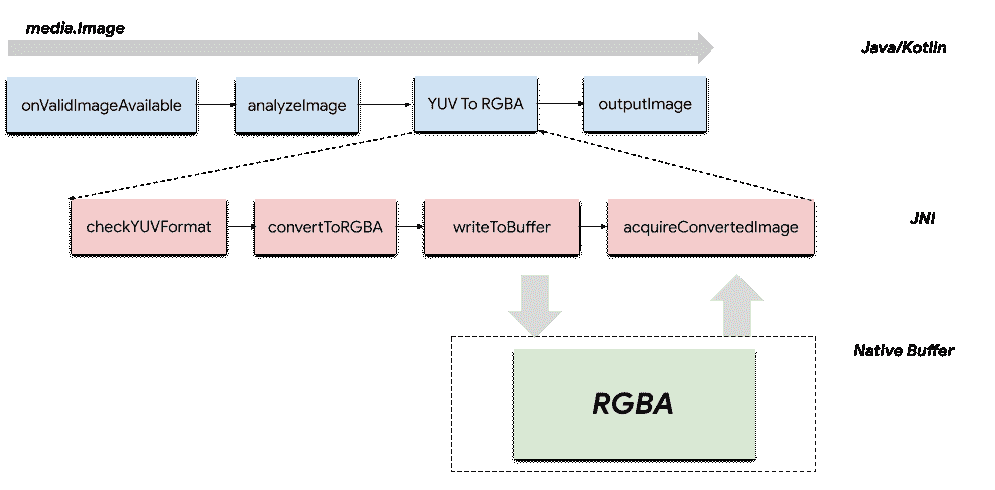 media.Image
Java/Kotlin
onValidImageAvailable
analyzeImage
YUV To RGBA
outputImage
checkYUVFormat
convertToRGBA
writeToBuffer
acquireConvertedImage
JNI
Native Buffer
RGBA